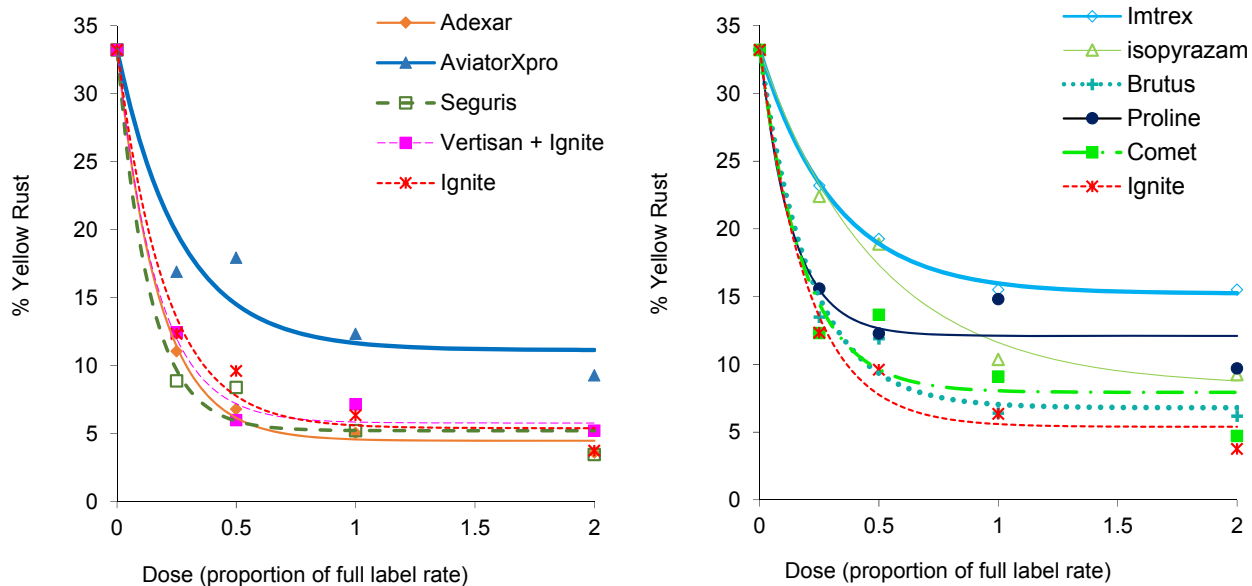 35
30
25
20
15
10
5
0
% Yellow Rust
0
0.5
1
1.5
2
Dose (proportion of full label rate)
Adexar
AviatorXpro
Seguris
Vertisan + Ignite
Ignite
35
30
25
20
15
10
5
0
% Yellow Rust
0
0.5
1
1.5
2
Dose (proportion of full label rate)
Imtrex
isopyrazam
Brutus
Proline
Comet
Ignite